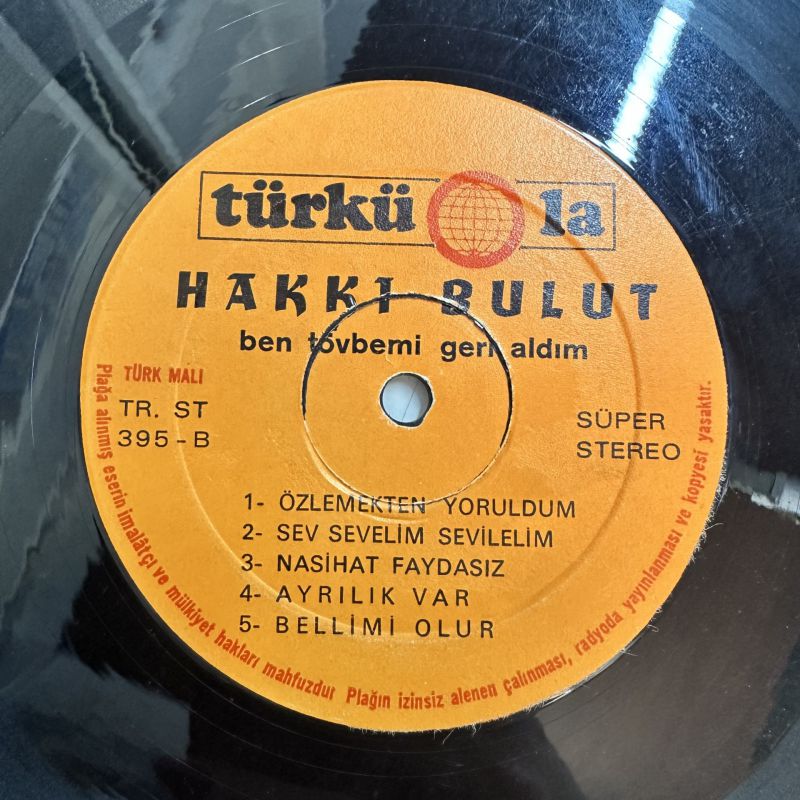 türkü la
HAKKI BULUT
ben tövbemi geri aldım
TÜRK MALI
TR. ST
395-B
SÜPER
STEREO
1- ÖZLEMEKTEN YORULDUM
2- SEV SEVELİM SEVİLELİM
3- NASİHAT FAYDASIZ
4- AYRILIK VAR
5- BELLİMİ OLUR
Plağa alınmış eserin imalâtçı ve mülkiyet hakları mahfuzdur Plağın izinsiz alenen çalınması, radyoda yayınlanması ve kopyesi yasaktır.